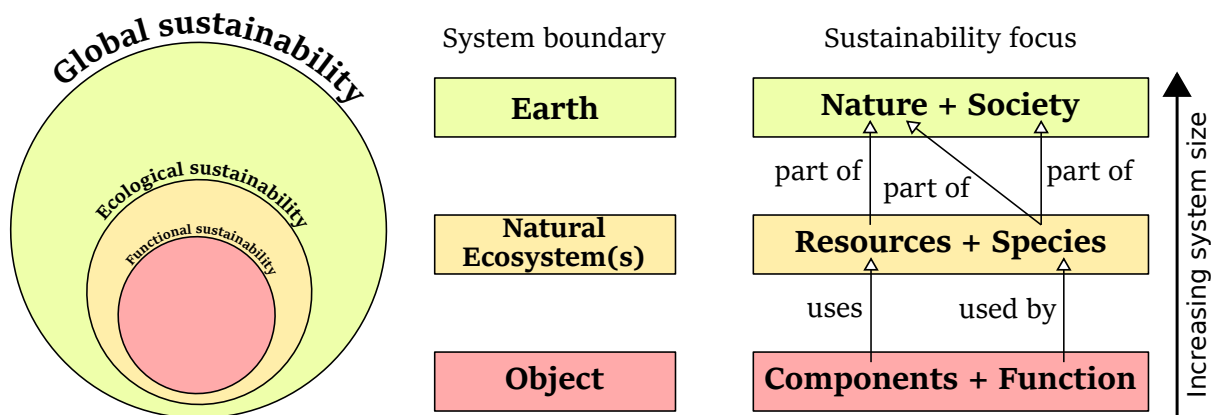 Global sustainability
Ecological sustainability
Functional sustainability
System boundary
Earth
Natural
Ecosystem(s)
Object
Sustainability focus
Nature + Society
part of
part of
part of
Resources + Species
uses
used by
Components + Function
Increasing system size